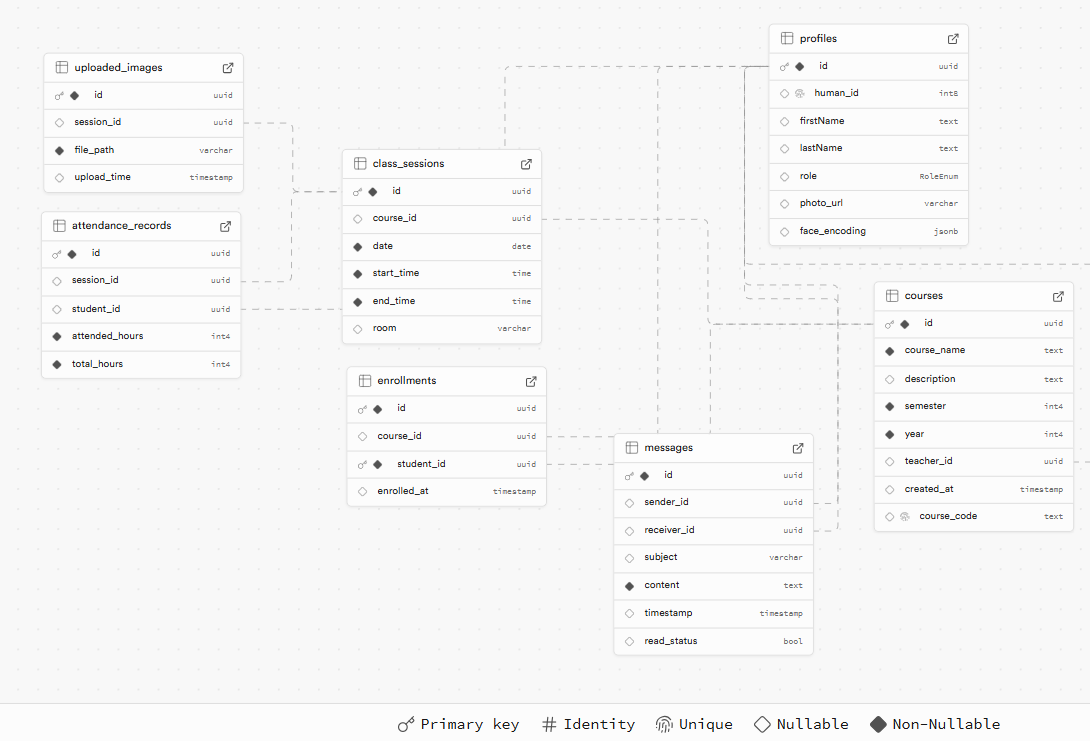 uploaded_images
id uuid
session_id uuid
file_path varchar
upload_time timestamp
attendance_records
id uuid
session_id uuid
student_id uuid
attended_hours int4
total_hours int4
class_sessions
id uuid
course_id uuid
date date
start_time time
end_time time
room varchar
enrollments
id uuid
course_id uuid
student_id uuid
enrolled_at timestamp
messages
id uuid
sender_id uuid
receiver_id uuid
subject varchar
content text
timestamp timestamp
read_status bool
profiles
id uuid
human_id int8
firstName text
lastName text
role RoleEnum
photo_url varchar
face_encoding jsonb
courses
id uuid
course_name text
description text
semester int4
year int4
teacher_id uuid
created_at timestamp
course_code text
Primary key # Identity Unique Nullable Non-Nullable